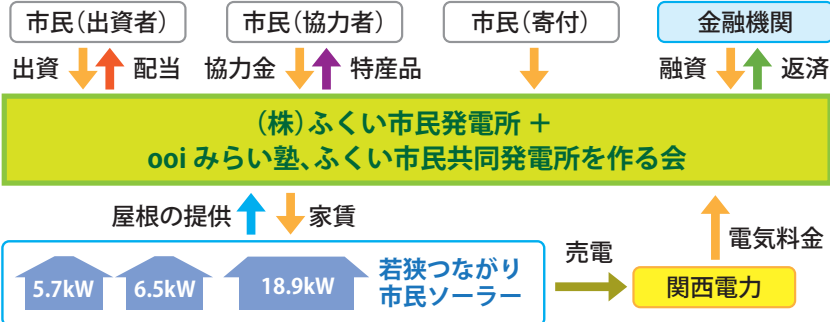 市民（出資者）
市民（協力者）
市民（寄付）
金融機関
出資
配当
協力金
特産品
融資
返済
（株）ふくい市民発電所 ＋
ooi みらい塾、ふくい市民共同発電所を作る会
屋根の提供
家賃
電気料金
5.7kW
6.5kW
18.9kW
若狭つながり
市民ソーラー
売電
関西電力